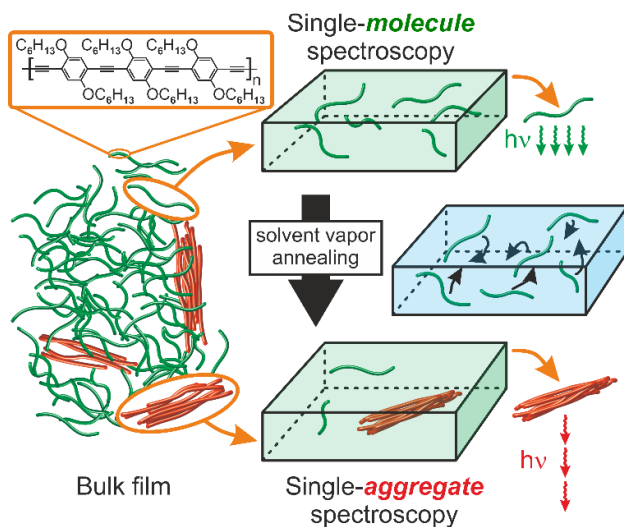 Single-molecule
spectroscopy
C6H13O C6H13O C6H13O
n
OC6H13 OC6H13 OC6H13
hν
solvent vapor
annealing
hν
Bulk film
Single-aggregate
spectroscopy